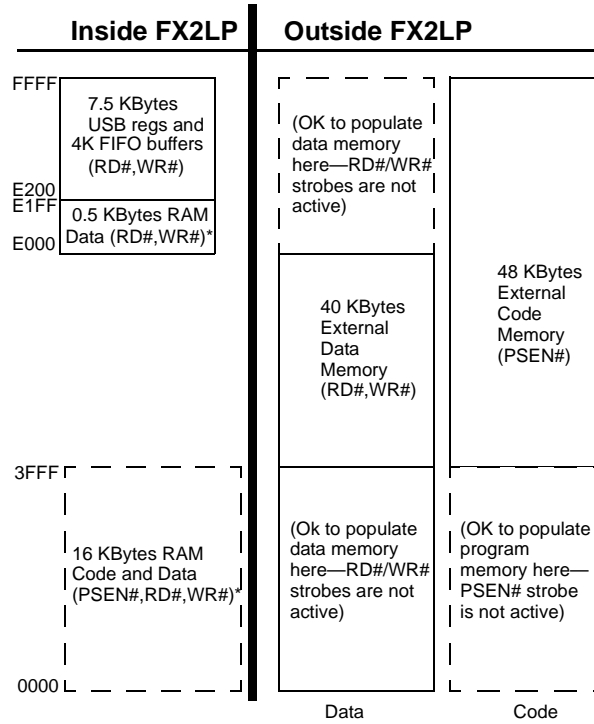 Inside FX2LP
Outside FX2LP
FFFF
7.5 KBytes
USB regs and
4K FIFO buffers
(RD#,WR#)
E200
E1FF
0.5 KBytes RAM
Data (RD#,WR#)*
E000
(OK to populate
data memory
here—RD#/WR#
strobes are not
active)
40 KBytes
External
Data
Memory
(RD#,WR#)
48 KBytes
External
Code
Memory
(PSEN#)
3FFF
16 KBytes RAM
Code and Data
(PSEN#,RD#,WR#)*
0000
(Ok to populate
data memory
here—RD#/WR#
strobes are not
active)
(OK to populate
program
memory here—
PSEN# strobe
is not active)
Data
Code